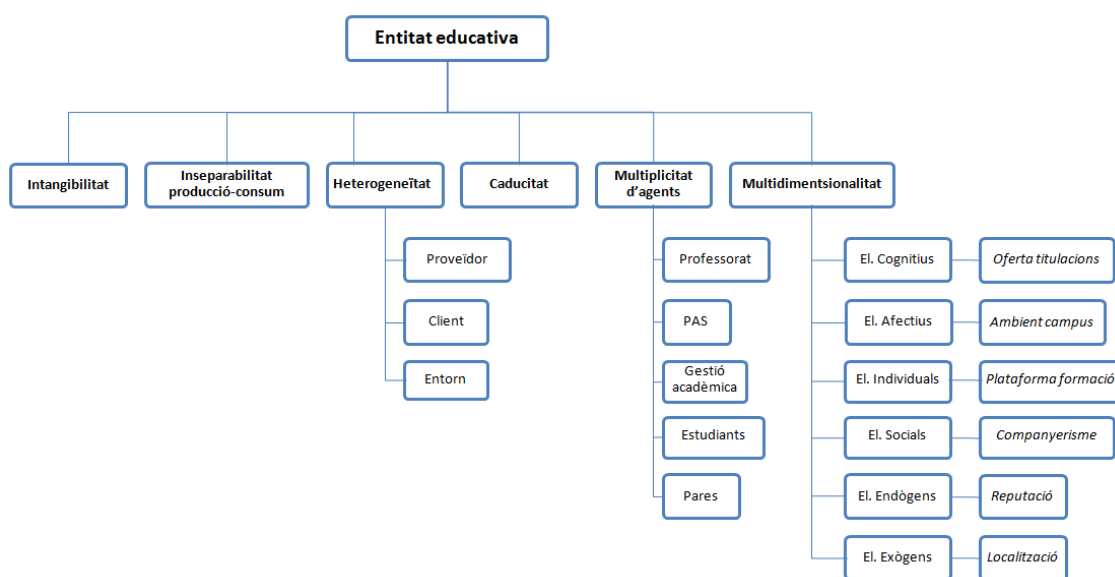 Entitat educativa
Intangibilitat
Inseparabilitat
producció-consum
Heterogeneïtat
Caducitat
Multiplicitat
d'agents
Multidimentsionalitat
Proveïdor
Client
Entorn
Professorat
PAS
Gestió
acadèmica
Estudiants
Pares
El. Cognitius
Oferta titulacions
El. Afectius
Ambient campus
El. Individuals
Plataforma formació
El. Socials
Companyerisme
El. Endògens
Reputació
El. Exògens
Localització